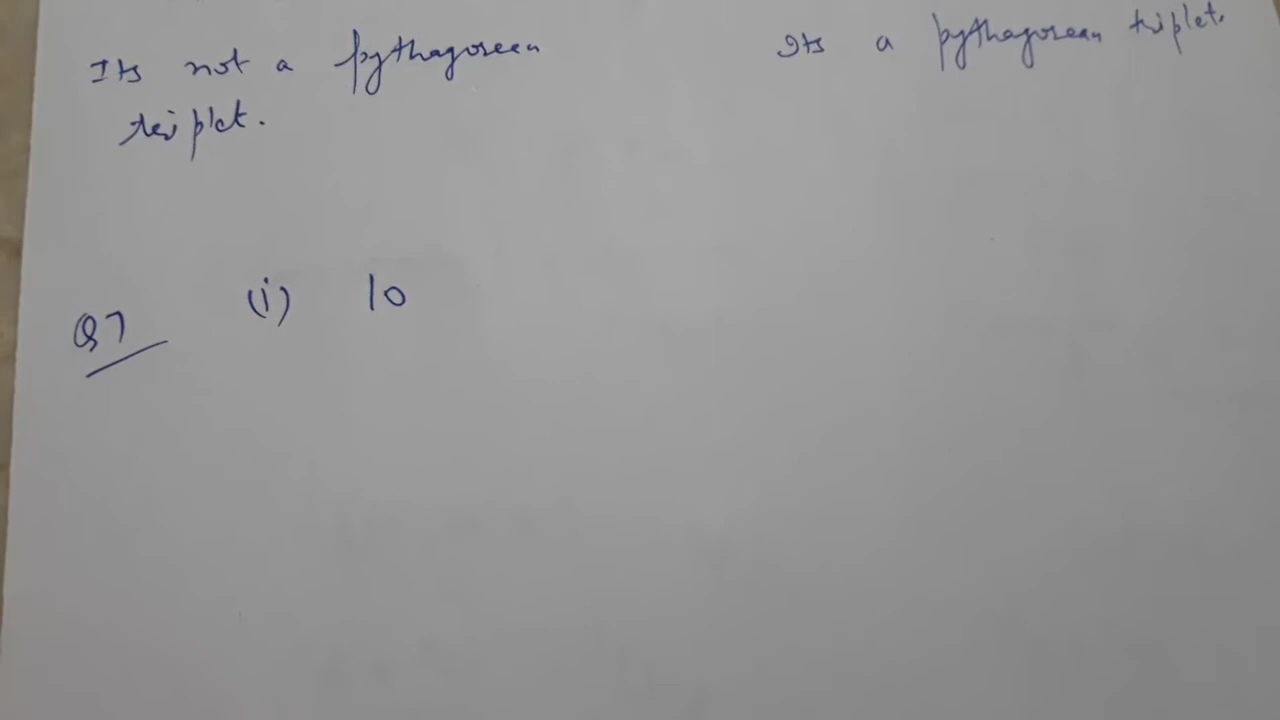 Its not a pythagorean
triplet.
Its a pythagorean triplet.
Q7 (i) 10